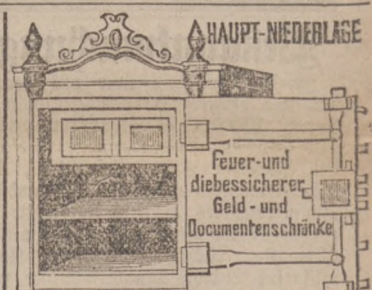 HAUPT-NIEDERLAGE
Feuer-und
diebessicherer
Geld - und
Documentenschränke